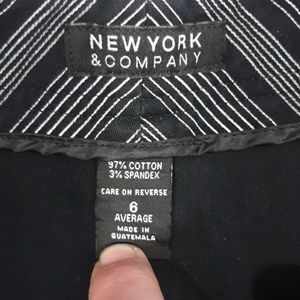 NEW YORK
& COMPANY
97% COTTON
3% SPANDEX
CARE ON REVERSE
6
AVERAGE
MADE IN
GUATEMALA